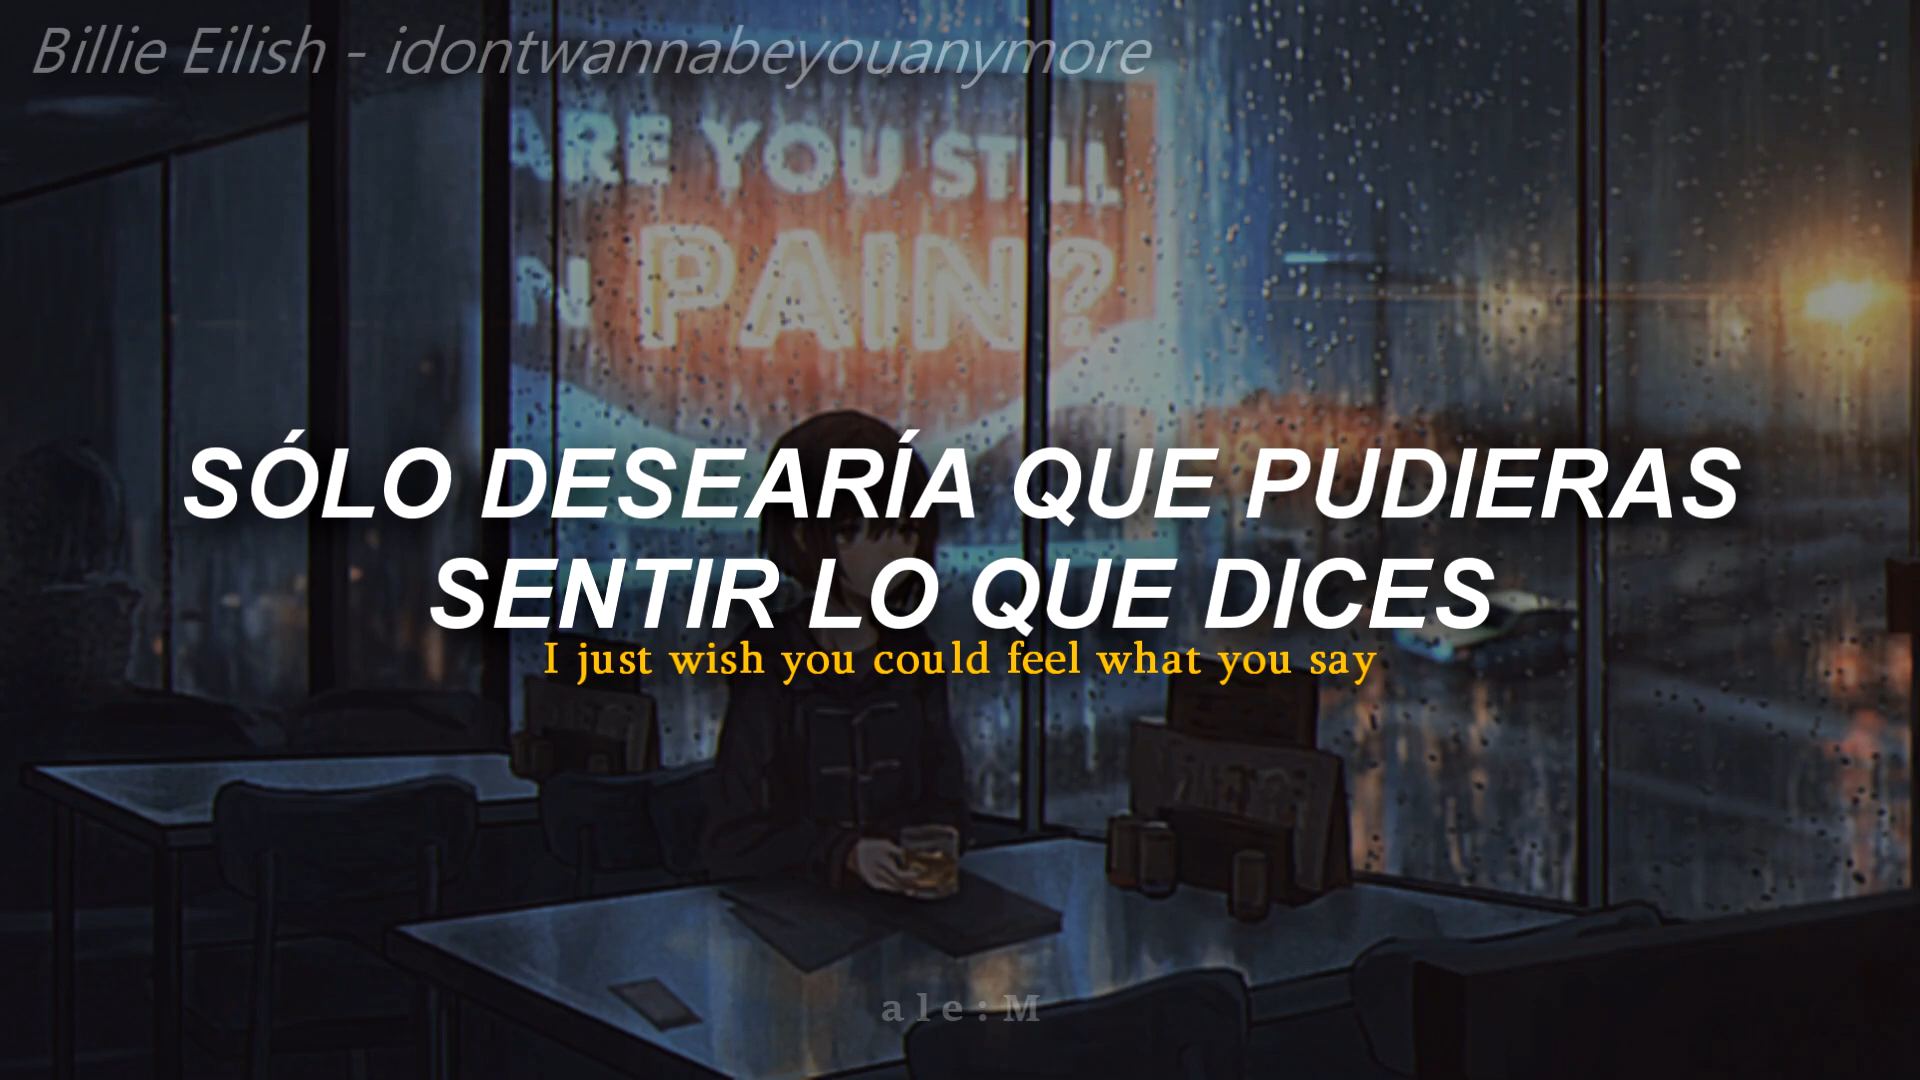 Billie Eilish - idontwannabeyouanymore
ARE YOU STILL
IN PAIN?
SÓLO DESEARÍA QUE PUDIERAS
SENTIR LO QUE DICES
I just wish you could feel what you say
ale:M